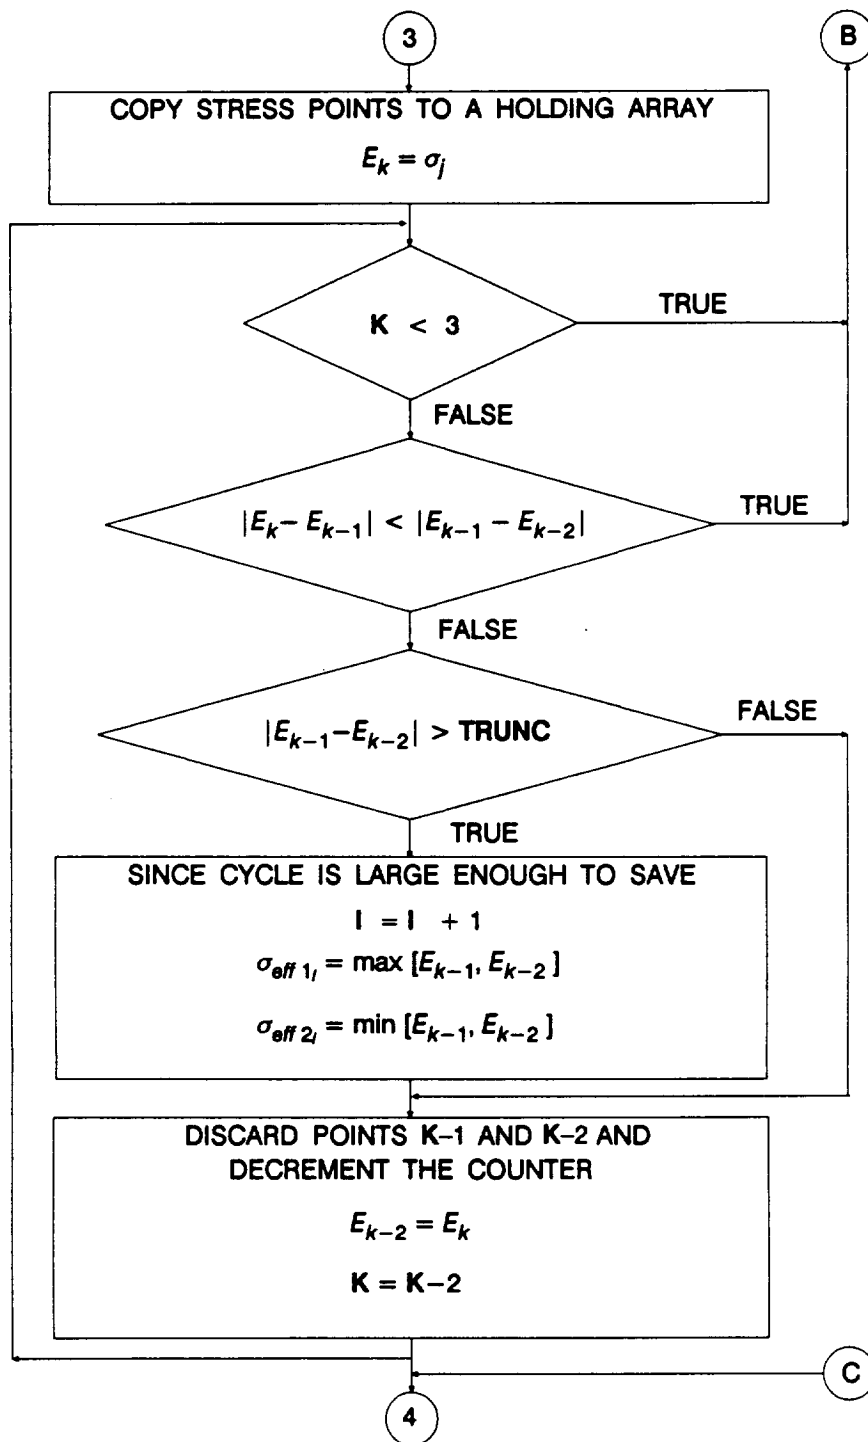 3
B
COPY STRESS POINTS TO A HOLDING ARRAY
E_k = σ_j
K < 3
TRUE
FALSE
|E_k − E_{k−1}| < |E_{k−1} − E_{k−2}|
TRUE
FALSE
|E_{k−1} − E_{k−2}| > TRUNC
FALSE
TRUE
SINCE CYCLE IS LARGE ENOUGH TO SAVE
I = I + 1
σ_{eff 1_I} = max [E_{k−1}, E_{k−2}]
σ_{eff 2_I} = min [E_{k−1}, E_{k−2}]
DISCARD POINTS K−1 AND K−2 AND
DECREMENT THE COUNTER
E_{k−2} = E_k
K = K−2
C
4